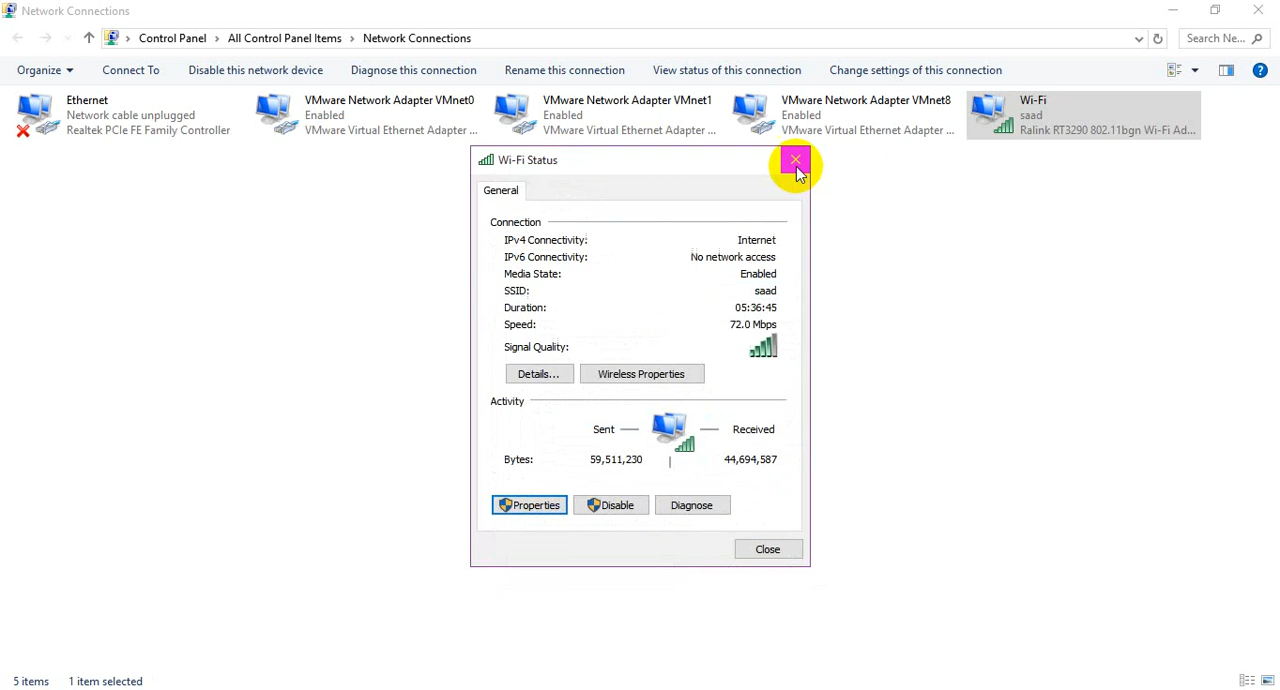 Network Connections
Control Panel > All Control Panel Items > Network Connections
Search Ne...
Organize
Connect To
Disable this network device
Diagnose this connection
Rename this connection
View status of this connection
Change settings of this connection
Ethernet
Network cable unplugged
Realtek PCIe FE Family Controller
VMware Network Adapter VMnet0
Enabled
VMware Virtual Ethernet Adapter ...
VMware Network Adapter VMnet1
Enabled
VMware Virtual Ethernet Adapter ...
VMware Network Adapter VMnet8
Enabled
VMware Virtual Ethernet Adapter ...
Wi-Fi
saad
Ralink RT3290 802.11bgn Wi-Fi Ad...
Wi-Fi Status
General
Connection
IPv4 Connectivity: Internet
IPv6 Connectivity: No network access
Media State: Enabled
SSID: saad
Duration: 05:36:45
Speed: 72.0 Mbps
Signal Quality:
Details... Wireless Properties
Activity
Sent Received
Bytes: 59,511,230 44,694,587
Properties Disable Diagnose
Close
5 items 1 item selected